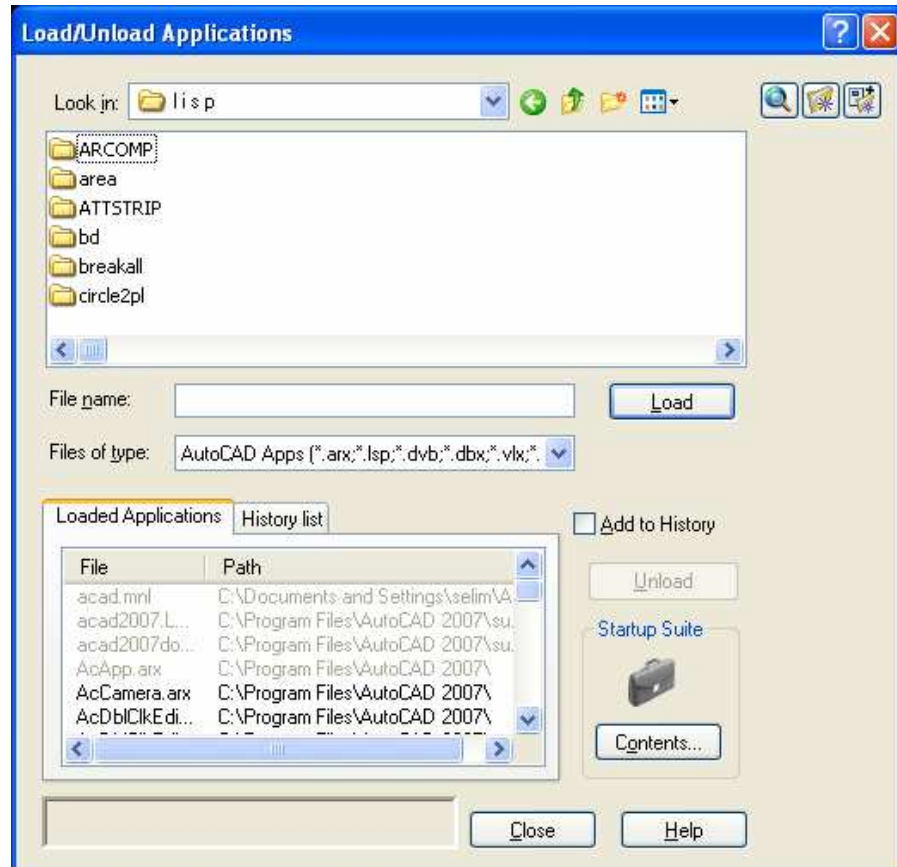 Load/Unload Applications
Look in: lisp
ARCOMP
area
ATTSTRIP
bd
breakall
circle2pl
File name:
Load
Files of type: AutoCAD Apps (*.arx;*.lsp;*.dvb;*.dbx;*.vlx;*.
Loaded Applications History list
Add to History
File Path
acad.mnl C:\Documents and Settings\selim\A
acad2007.L... C:\Program Files\AutoCAD 2007\su.
acad2007do... C:\Program Files\AutoCAD 2007\su.
AcApp.arx C:\Program Files\AutoCAD 2007\
AcCamera.arx C:\Program Files\AutoCAD 2007\
AcDblClkEdi... C:\Program Files\AutoCAD 2007\
Unload
Startup Suite
Contents...
Close
Help